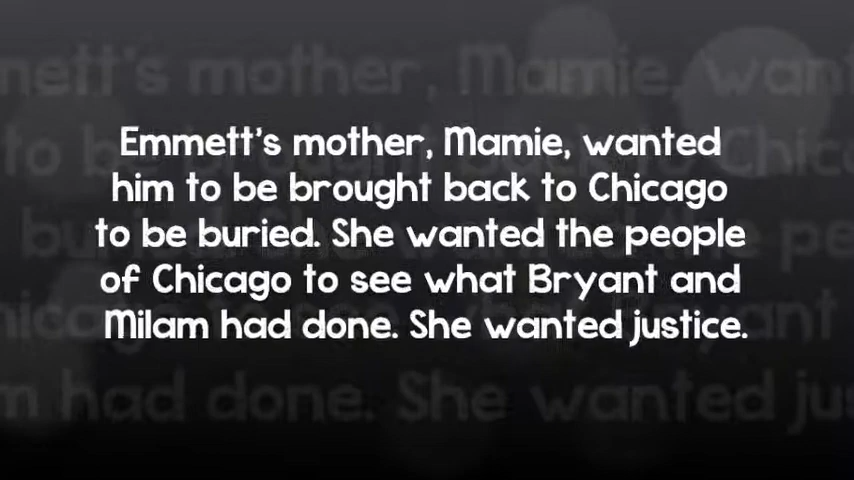 Emmett's mother, Mamie, wanted
him to be brought back to Chicago
to be buried. She wanted the people
of Chicago to see what Bryant and
Milam had done. She wanted justice.